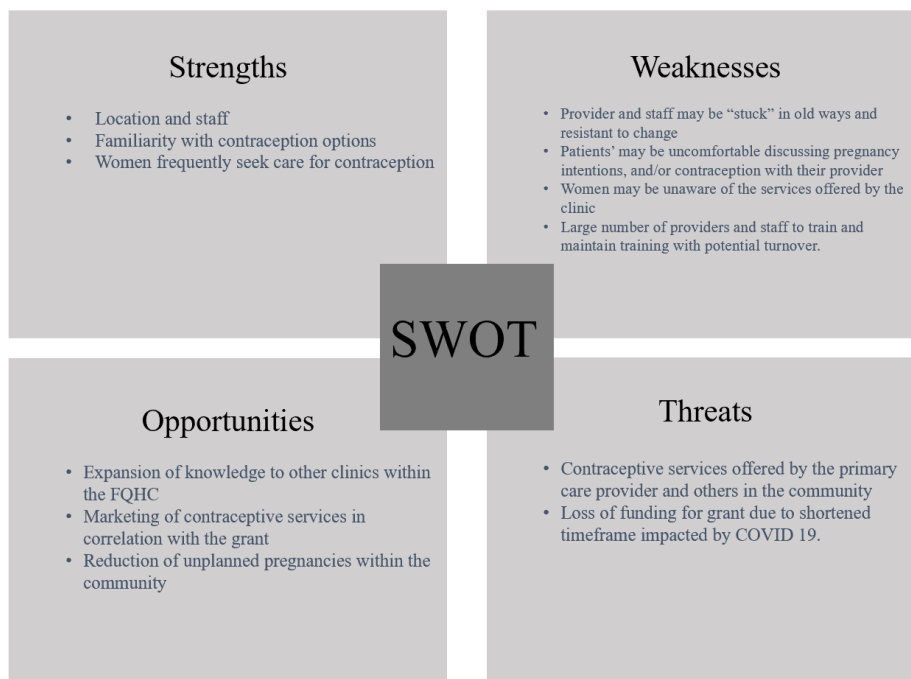 Strengths
• Location and staff
• Familiarity with contraception options
• Women frequently seek care for contraception
Weaknesses
• Provider and staff may be “stuck” in old ways and
resistant to change
• Patients’ may be uncomfortable discussing pregnancy
intentions, and/or contraception with their provider
• Women may be unaware of the services offered by the
clinic
• Large number of providers and staff to train and
maintain training with potential turnover.
SWOT
Opportunities
• Expansion of knowledge to other clinics within
the FQHC
• Marketing of contraceptive services in
correlation with the grant
• Reduction of unplanned pregnancies within the
community
Threats
• Contraceptive services offered by the primary
care provider and others in the community
• Loss of funding for grant due to shortened
timeframe impacted by COVID 19.